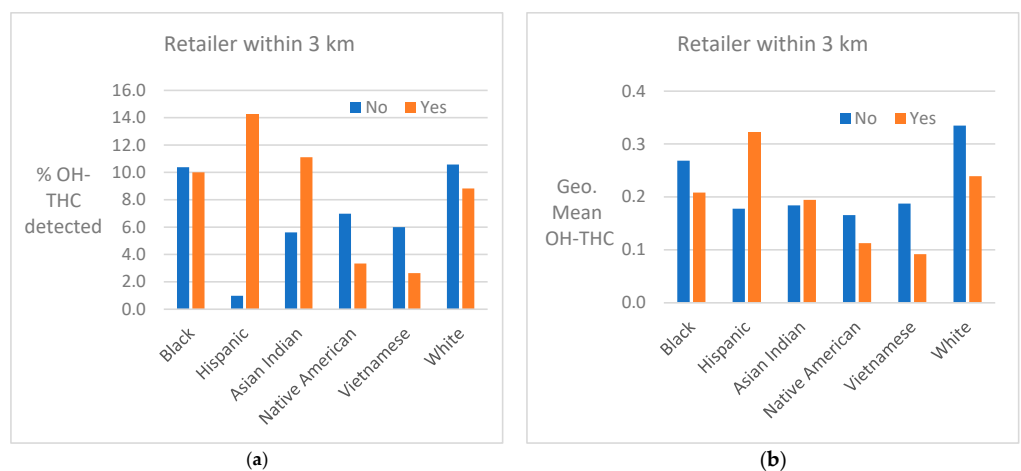 Retailer within 3 km
16.0
14.0
12.0
10.0
8.0
6.0
4.0
2.0
0.0
% OH-
THC
detected
No Yes
Black
Hispanic
Asian Indian
Native American
Vietnamese
White
(a)
Retailer within 3 km
0.4
0.3
0.2
0.1
0.0
Geo.
Mean
OH-THC
No Yes
Black
Hispanic
Asian Indian
Native American
Vietnamese
White
(b)